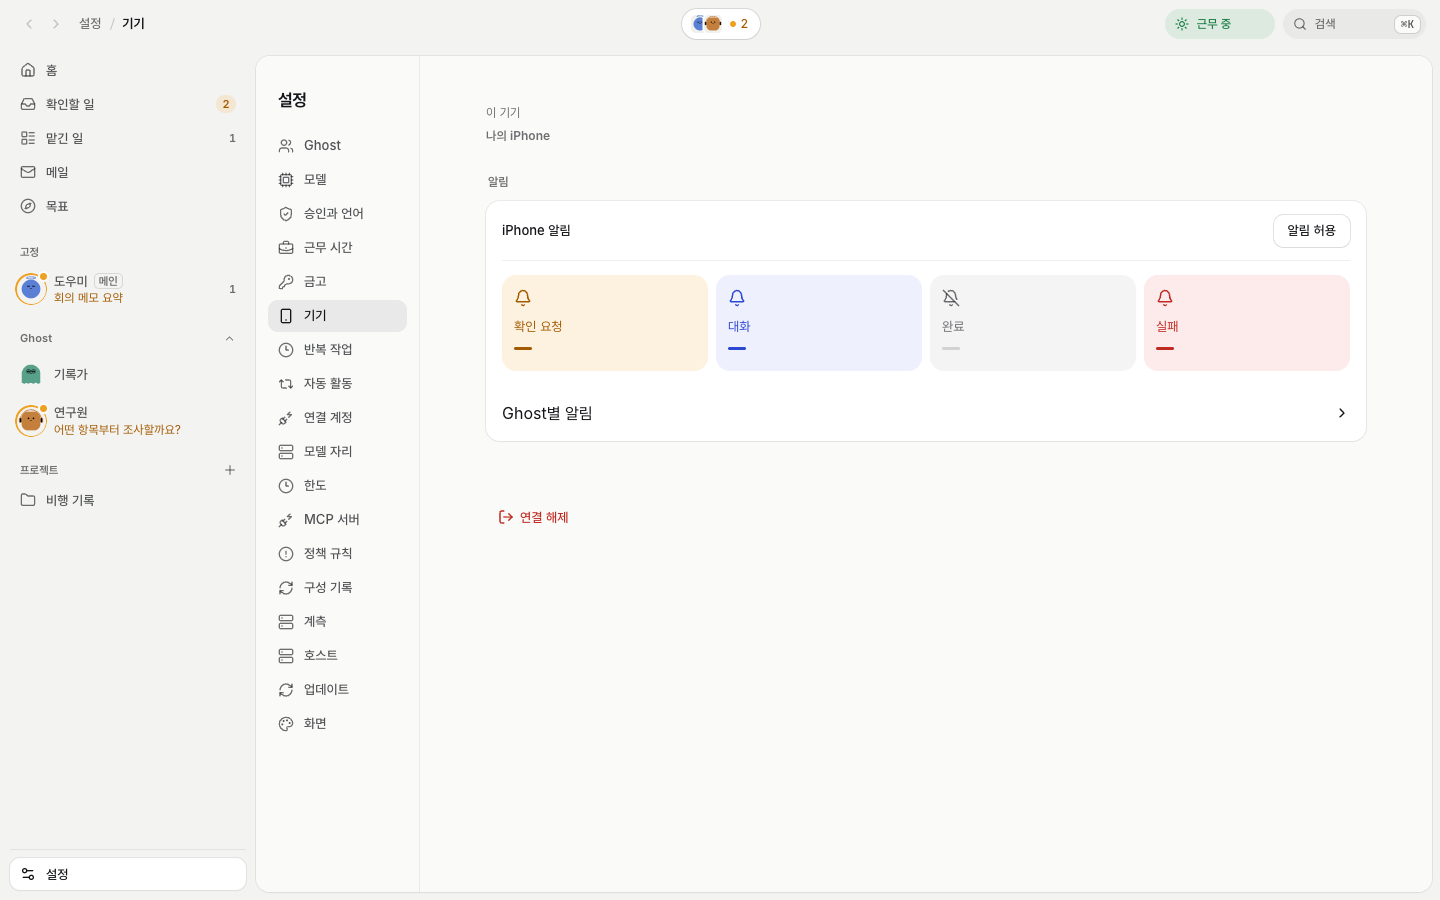 설정 / 기기
2
근무 중
검색
⌘K
홈
확인할 일
2
맡긴 일
1
메일
목표
고정
도우미
메인
회의 메모 요약
1
Ghost
기록가
연구원
어떤 항목부터 조사할까요?
프로젝트
비행 기록
설정
설정
Ghost
모델
승인과 언어
근무 시간
금고
기기
반복 작업
자동 활동
연결 계정
모델 자리
한도
MCP 서버
정책 규칙
구성 기록
계측
호스트
업데이트
화면
이 기기
나의 iPhone
알림
iPhone 알림
알림 허용
확인 요청
대화
완료
실패
Ghost별 알림
연결 해제